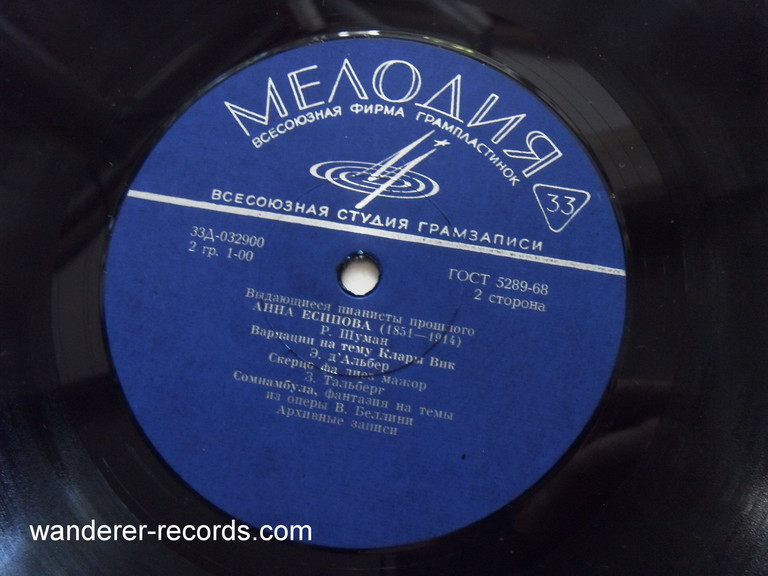 МЕЛОДИЯ
ВСЕСОЮЗНАЯ ФИРМА ГРАМПЛАСТИНОК
33
ВСЕСОЮЗНАЯ СТУДИЯ ГРАМЗАПИСИ
33Д-032900
2 гр. 1-00
ГОСТ 5289-68
2 сторона
Выдающиеся пианисты прошлого
АННА ЕСИПОВА (1851—1914)
Р. Шуман
Вариации на тему Клары Вик
Э. д'Альбер
Скерцо фа диез мажор
З. Тальберг
Сомнамбула, фантазия на темы
из оперы В. Беллини
Архивные записи
wanderer-records.com